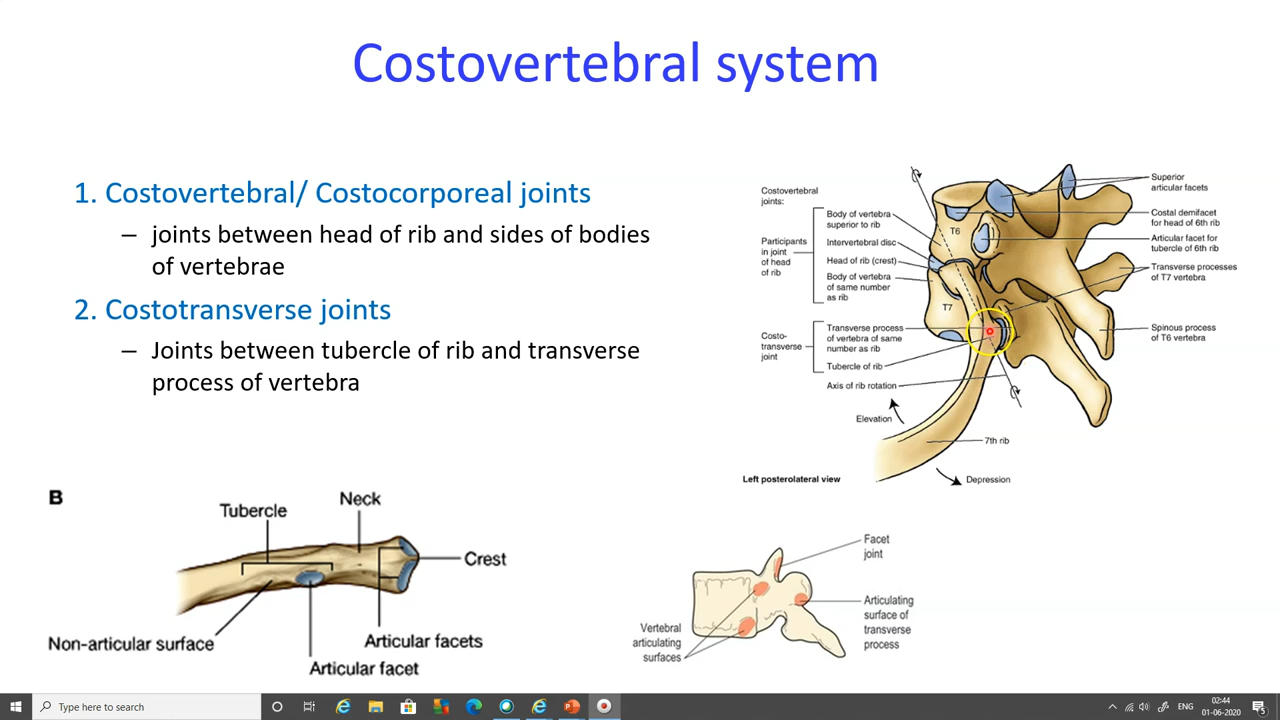 Costovertebral system
1. Costovertebral/ Costocorporeal joints
– joints between head of rib and sides of bodies
of vertebrae
2. Costotransverse joints
– Joints between tubercle of rib and transverse
process of vertebra
Costovertebral
joints:
Participants
in joint
of head
of rib
Body of vertebra
superior to rib
Intervertebral disc
Head of rib (crest)
Body of vertebra
of same number
as rib
Costo-
transverse
joint
Transverse process
of vertebra of same
number as rib
Tubercle of rib
Axis of rib rotation
Elevation
T6
T7
Superior
articular facets
Costal demifacet
for head of 6th rib
Articular facet for
tubercle of 6th rib
Transverse processes
of T7 vertebra
Spinous process
of T6 vertebra
7th rib
Left posterolateral view
Depression
B
Tubercle
Neck
Crest
Non-articular surface
Articular facets
Articular facet
Facet
joint
Articulating
surface of
transverse
process
Vertebral
articulating
surfaces
Type here to search
ENG
02:44
01-06-2020
5